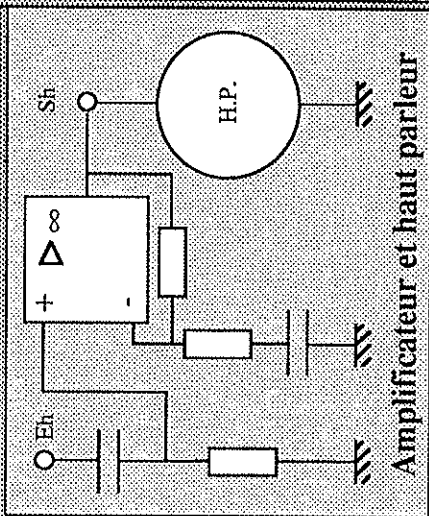 Eh
Sh
+
Δ ∞
-
H.P.
Amplificateur et haut parleur